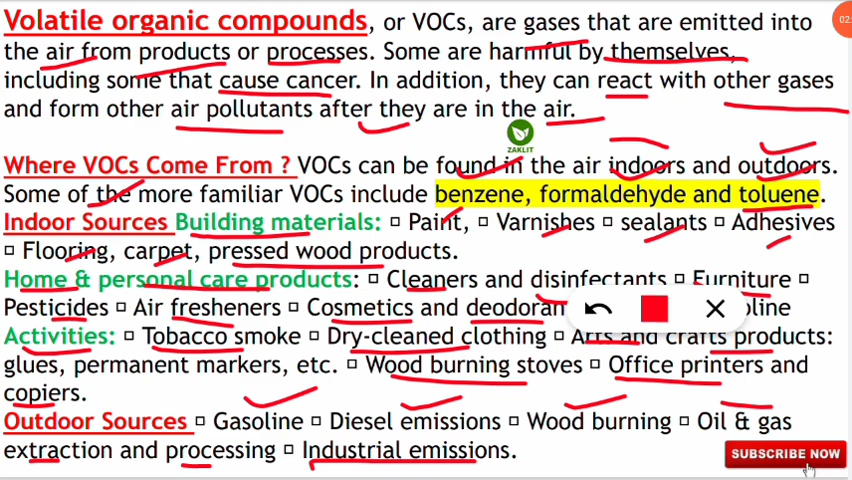 Volatile organic compounds, or VOCs, are gases that are emitted into
the air from products or processes. Some are harmful by themselves,
including some that cause cancer. In addition, they can react with other gases
and form other air pollutants after they are in the air.
ZAKLIT
Where VOCs Come From ? VOCs can be found in the air indoors and outdoors.
Some of the more familiar VOCs include benzene, formaldehyde and toluene.
Indoor Sources Building materials: □ Paint, □ Varnishes □ sealants □ Adhesives
□ Flooring, carpet, pressed wood products.
Home & personal care products: □ Cleaners and disinfectants □ Furniture □
Pesticides □ Air fresheners □ Cosmetics and deodoran
Activities: □ Tobacco smoke □ Dry-cleaned clothing □ Arts and crafts products:
glues, permanent markers, etc. □ Wood burning stoves □ Office printers and
copiers.
Outdoor Sources □ Gasoline □ Diesel emissions □ Wood burning □ Oil & gas
extraction and processing □ Industrial emissions.
SUBSCRIBE NOW